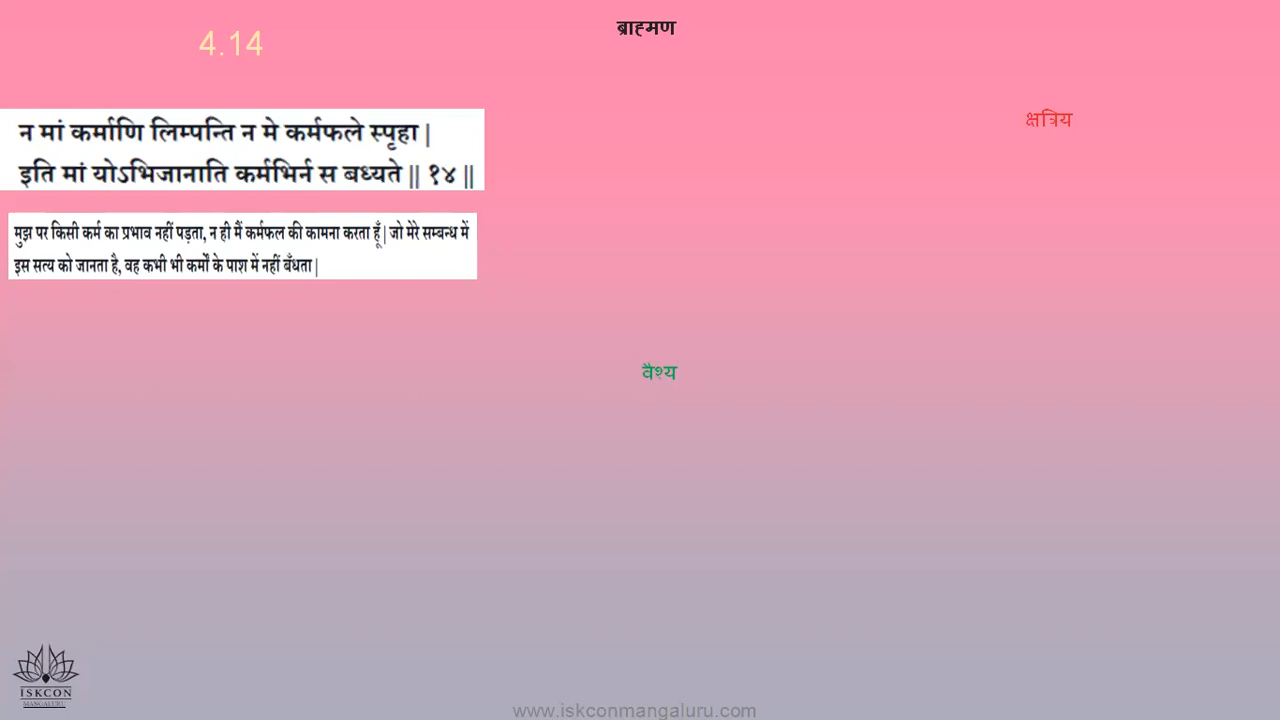 ब्राह्मण
4.14
क्षत्रिय
न मां कर्माणि लिम्पन्ति न मे कर्मफले स्पृहा |
इति मां योऽभिजानाति कर्मभिर्न स बध्यते || १४ ||
मुझ पर किसी कर्म का प्रभाव नहीं पड़ता, न ही मैं कर्मफल की कामना करता हूँ | जो मेरे सम्बन्ध में
इस सत्य को जानता है, वह कभी भी कर्मों के पाश में नहीं बँधता |
वैश्य
ISKCON
MANGALURU
www.iskconmangaluru.com